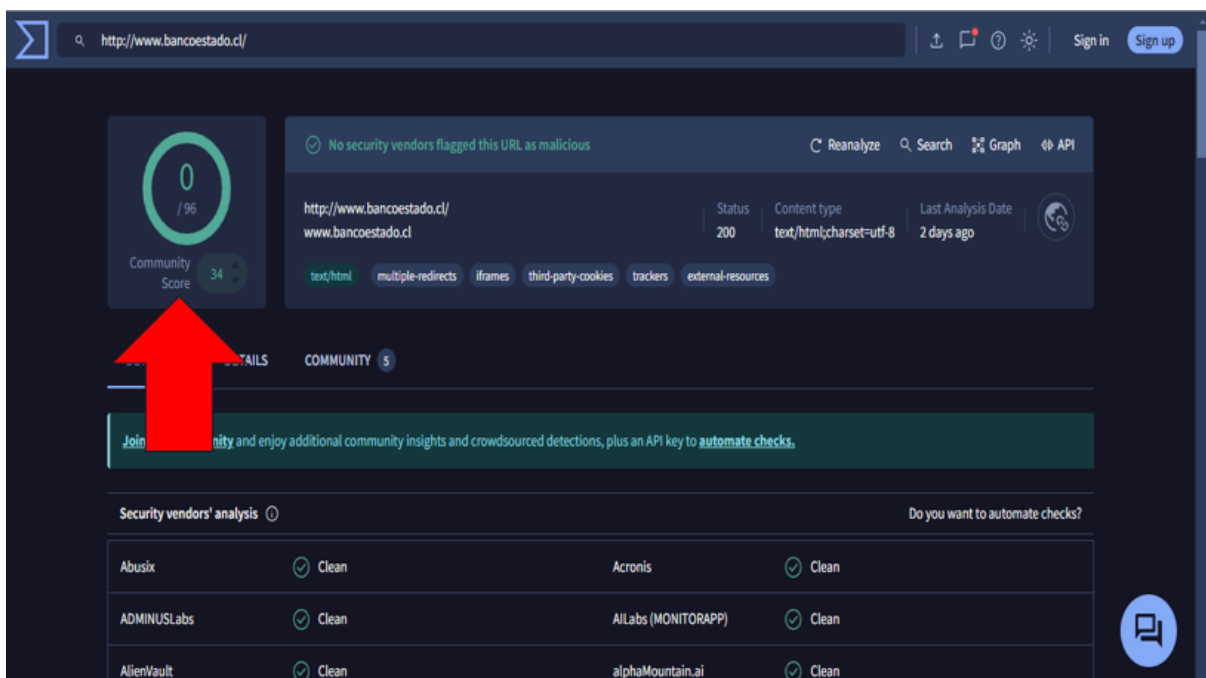 http://www.bancoestado.cl/
Sign in
Sign up
0
/ 96
Community
Score
34
No security vendors flagged this URL as malicious
Reanalyze
Search
Graph
API
http://www.bancoestado.cl/
www.bancoestado.cl
Status
200
Content type
text/html;charset=utf-8
Last Analysis Date
2 days ago
text/html
multiple-redirects
iframes
third-party-cookies
trackers
external-resources
COMMUNITY 5
Join and enjoy additional community insights and crowdsourced detections, plus an API key to automate checks.
Security vendors' analysis
Do you want to automate checks?
Abusix Clean Acronis Clean
ADMINUSLabs Clean AILabs (MONITORAPP) Clean
AlienVault Clean alphaMountain.ai Clean